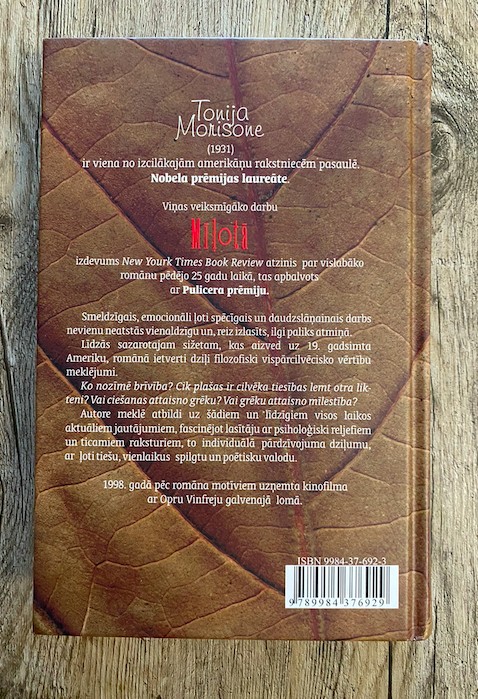 Tonija
Morisone
(1931)
ir viena no izcilākajām amerikāņu rakstniecēm pasaulē.
Nobela prēmijas laureāte.
Viņas veiksmīgāko darbu
Mīļotā
izdevums New Yourk Times Book Review atzinis par vislabāko
romānu pēdējo 25 gadu laikā, tas apbalvots
ar Pulicera prēmiju.
Smeldzīgais, emocionāli ļoti spēcīgais un daudzslāņainais darbs
nevienu neatstās vienaldzīgu un, reiz izlasīts, ilgi paliks atmiņā.
Līdzās sazarotajam sižetam, kas aizved uz 19. gadsimta
Ameriku, romānā ietverti dziļi filozofiski vispārcilvēcisko vērtību
meklējumi.
Ko nozīmē brīvība? Cik plašas ir cilvēka tiesības lemt otra lik-
teni? Vai ciešanas attaisno grēku? Vai grēku attaisno mīlestība?
Autore meklē atbildi uz šādiem un līdzīgiem visos laikos
aktuāliem jautājumiem, fascinējot lasītāju ar psiholoģiski reljefiem
un ticamiem raksturiem, to individuālā pārdzīvojuma dziļumu,
ar ļoti tiešu, vienlaikus spilgtu un poētisku valodu.
1998. gadā pēc romāna motīviem uzņemta kinofilma
ar Opru Vinfreju galvenajā lomā.
ISBN 9984-37-692-3
9 789984 376929